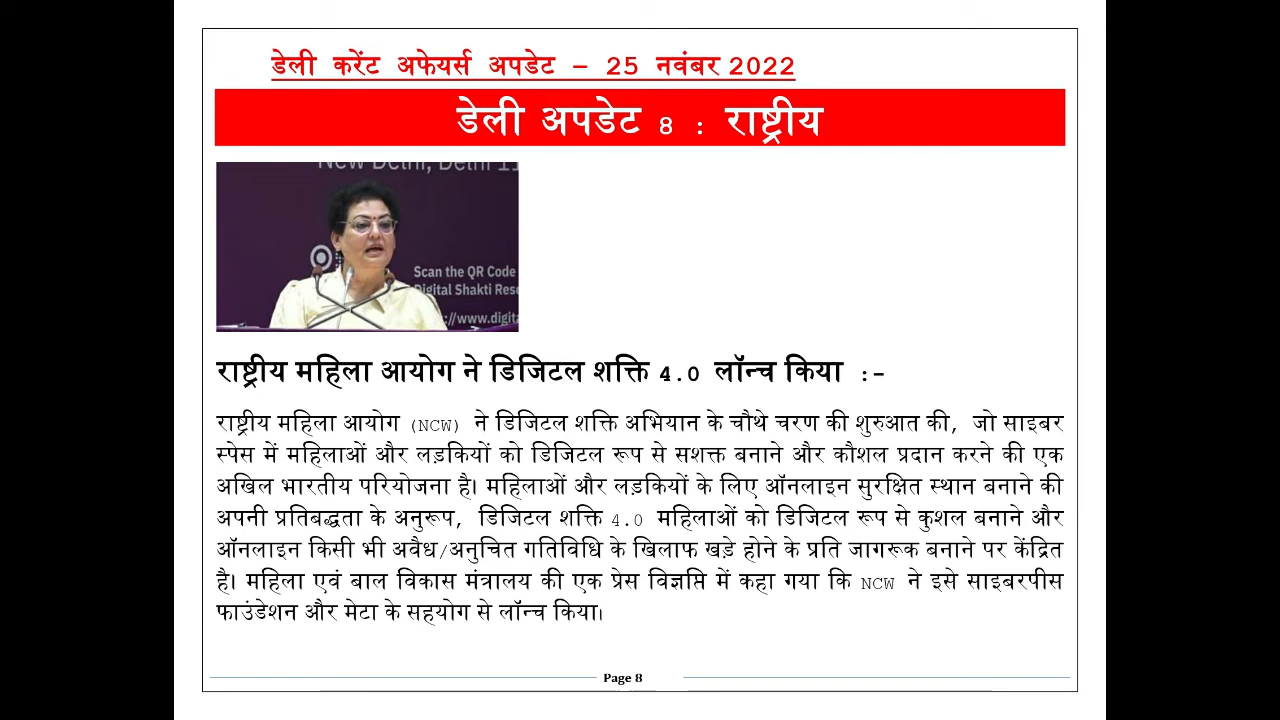 डेली करेंट अफेयर्स अपडेट – 25 नवंबर 2022
डेली अपडेट 8 : राष्ट्रीय
New Delhi, Delhi 11
Scan the QR Code
Digital Shakti Reso
://www.digita
राष्ट्रीय महिला आयोग ने डिजिटल शक्ति 4.0 लॉन्च किया :-
राष्ट्रीय महिला आयोग (NCW) ने डिजिटल शक्ति अभियान के चौथे चरण की शुरुआत की, जो साइबर
स्पेस में महिलाओं और लड़कियों को डिजिटल रूप से सशक्त बनाने और कौशल प्रदान करने की एक
अखिल भारतीय परियोजना है। महिलाओं और लड़कियों के लिए ऑनलाइन सुरक्षित स्थान बनाने की
अपनी प्रतिबद्धता के अनुरूप, डिजिटल शक्ति 4.0 महिलाओं को डिजिटल रूप से कुशल बनाने और
ऑनलाइन किसी भी अवैध/अनुचित गतिविधि के खिलाफ खड़े होने के प्रति जागरूक बनाने पर केंद्रित
है। महिला एवं बाल विकास मंत्रालय की एक प्रेस विज्ञप्ति में कहा गया कि NCW ने इसे साइबरपीस
फाउंडेशन और मेटा के सहयोग से लॉन्च किया।
Page 8